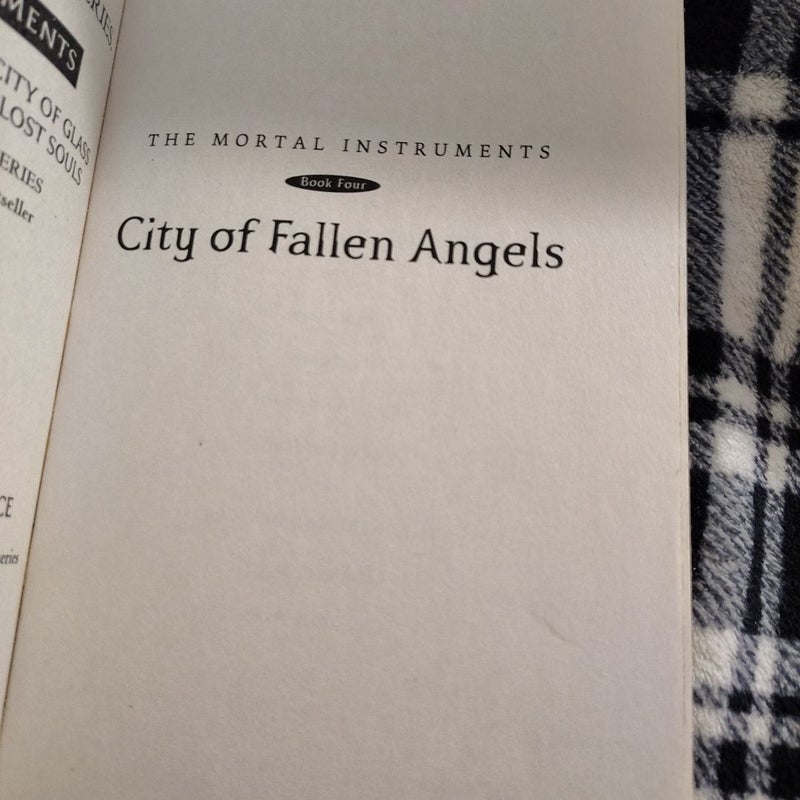 ERIES
MENTS
CITY OF GLASS
LOST SOULS
ERIES
seller
CE
eries
THE MORTAL INSTRUMENTS
Book Four
City of Fallen Angels